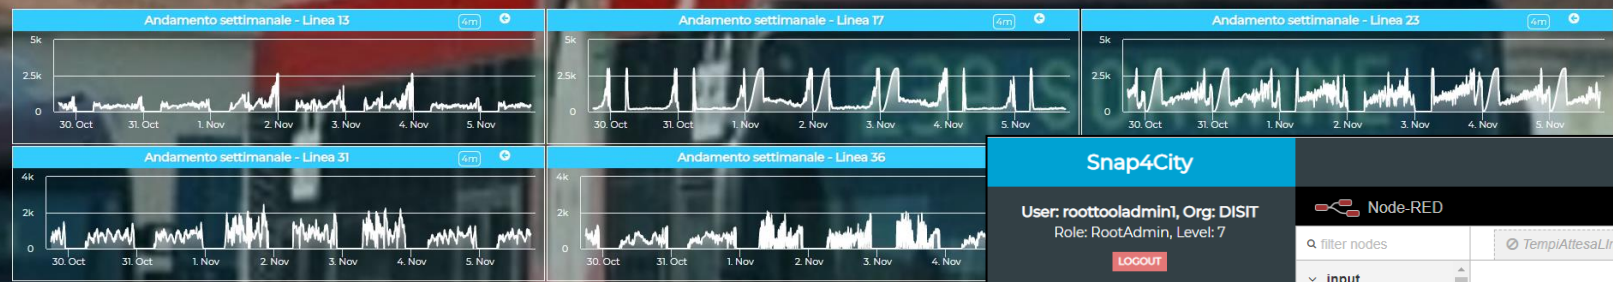 Andamento settimanale - Linea 13
4m
5k
2.5k
0
30. Oct
31. Oct
1. Nov
2. Nov
3. Nov
4. Nov
5. Nov
Andamento settimanale - Linea 17
4m
5k
2.5k
0
30. Oct
31. Oct
1. Nov
2. Nov
3. Nov
4. Nov
5. Nov
Andamento settimanale - Linea 23
4m
5k
2.5k
0
30. Oct
31. Oct
1. Nov
2. Nov
3. Nov
4. Nov
5. Nov
Andamento settimanale - Linea 31
4m
4k
2k
0
30. Oct
31. Oct
1. Nov
2. Nov
3. Nov
4. Nov
5. Nov
Andamento settimanale - Linea 36
4k
2k
0
30. Oct
31. Oct
1. Nov
2. Nov
3. Nov
4. Nov
Snap4City
User: roottooladmin1, Org: DISIT
Role: RootAdmin, Level: 7
LOGOUT
Node-RED
filter nodes
input